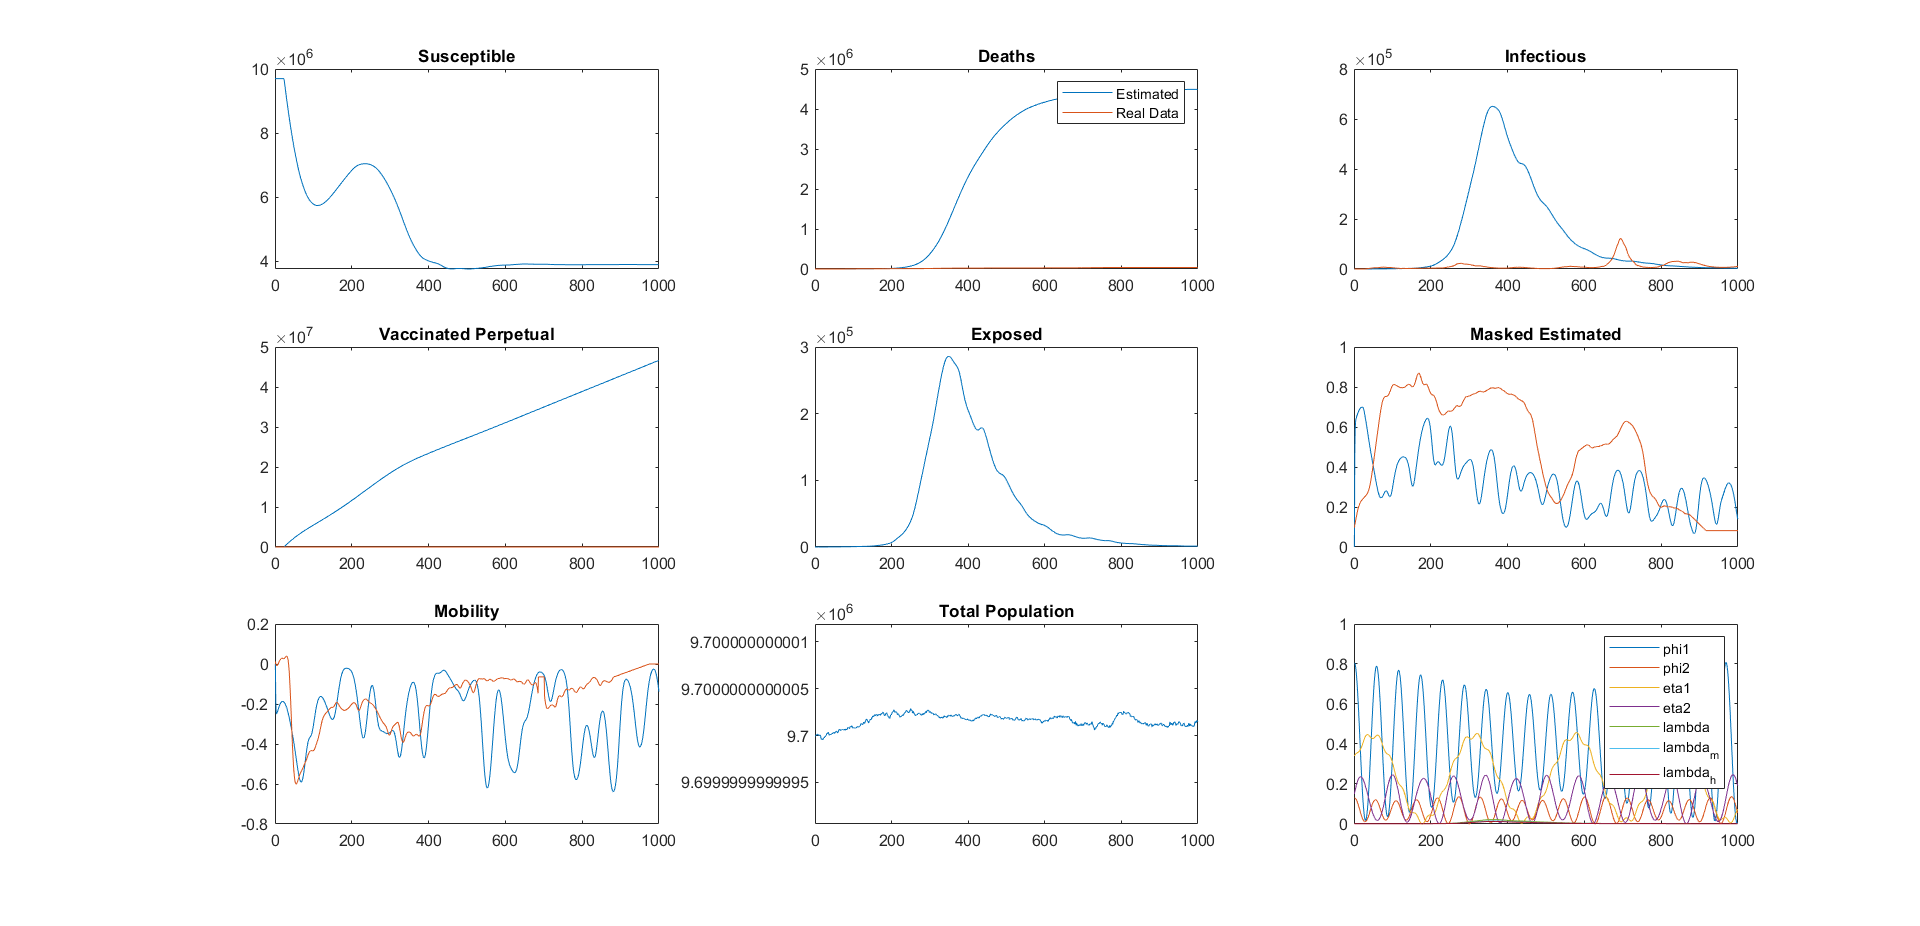 Susceptible
×10^6
10
8
6
4
0 200 400 600 800 1000
Deaths
×10^6
5
4
3
2
1
0
0 200 400 600 800 1000
Estimated
Real Data
Infectious
×10^5
8
6
4
2
0
0 200 400 600 800 1000
Vaccinated Perpetual
×10^7
5
4
3
2
1
0
0 200 400 600 800 1000
Exposed
×10^5
3
2
1
0
0 200 400 600 800 1000
Masked Estimated
1
0.8
0.6
0.4
0.2
0
0 200 400 600 800 1000
Mobility
0.2
0
-0.2
-0.4
-0.6
-0.8
0 200 400 600 800 1000
Total Population
×10^6
9.700000000001
9.7000000000005
9.7
9.6999999999995
0 200 400 600 800 1000
1
0.8
0.6
0.4
0.2
0
0 200 400 600 800 1000
phi1
phi2
eta1
eta2
lambda
lambda_m
lambda_h